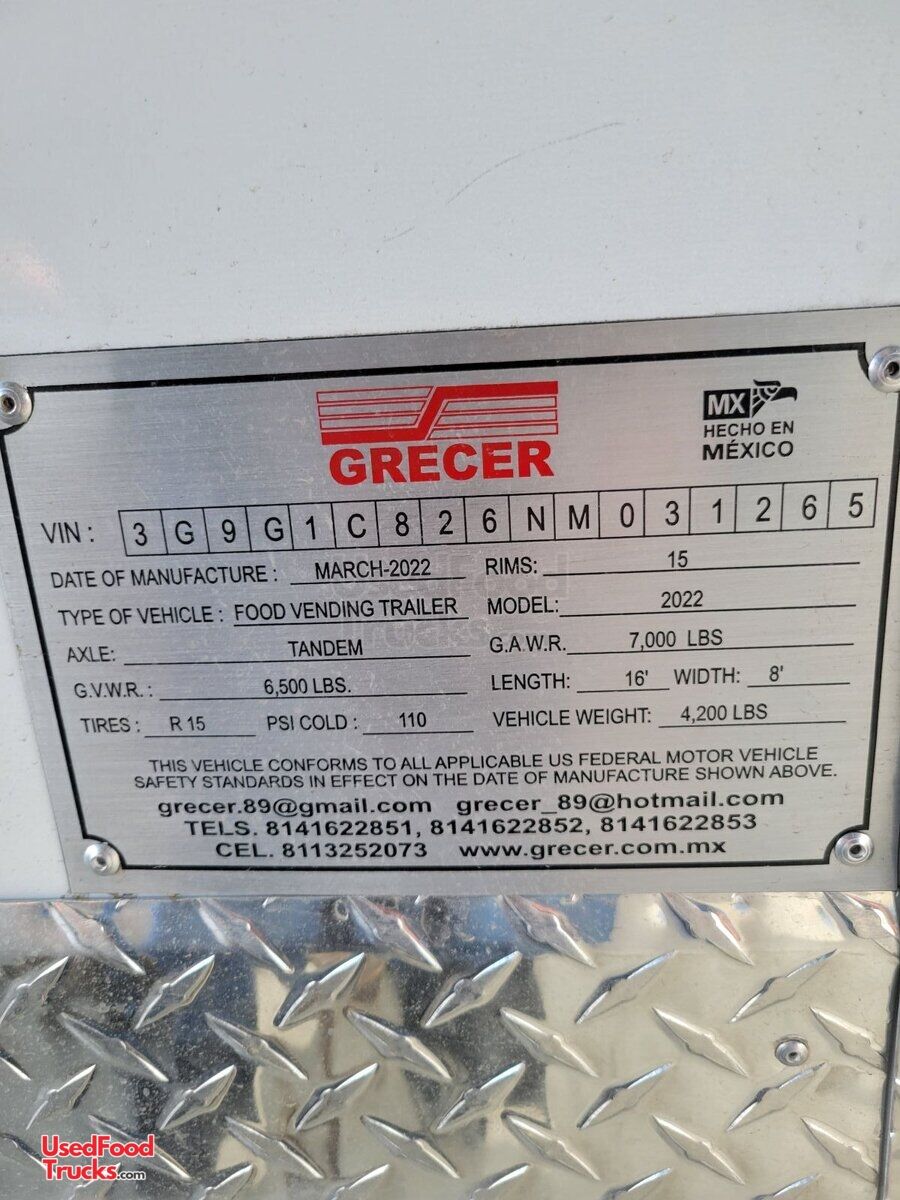 GRECER
MX
HECHO EN
MÉXICO
VIN : 3 G 9 G 1 C 8 2 6 N M 0 3 1 2 6 5
DATE OF MANUFACTURE : MARCH-2022 RIMS: 15
TYPE OF VEHICLE : FOOD VENDING TRAILER MODEL: 2022
AXLE: TANDEM G.A.W.R. 7,000 LBS
G.V.W.R. : 6,500 LBS. LENGTH: 16' WIDTH: 8'
TIRES : R 15 PSI COLD : 110 VEHICLE WEIGHT: 4,200 LBS
THIS VEHICLE CONFORMS TO ALL APPLICABLE US FEDERAL MOTOR VEHICLE
SAFETY STANDARDS IN EFFECT ON THE DATE OF MANUFACTURE SHOWN ABOVE.
grecer.89@gmail.com grecer_89@hotmail.com
TELS. 8141622851, 8141622852, 8141622853
CEL. 8113252073 www.grecer.com.mx
UsedFood
Trucks.com